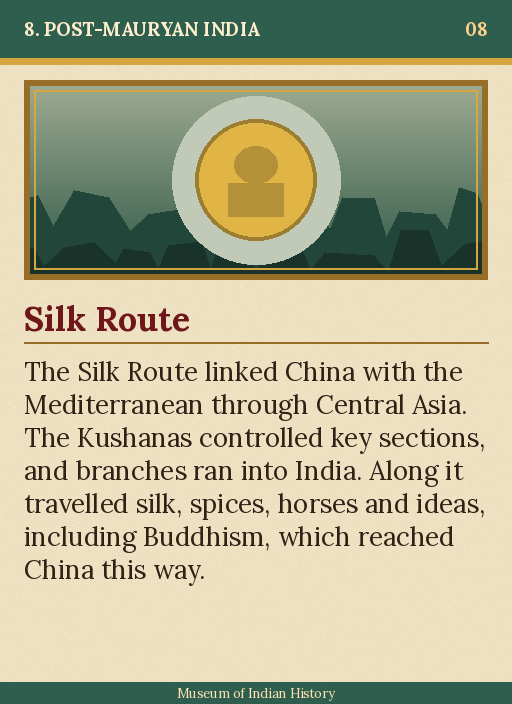 8. POST-MAURYAN INDIA
08
Silk Route
The Silk Route linked China with the
Mediterranean through Central Asia.
The Kushanas controlled key sections,
and branches ran into India. Along it
travelled silk, spices, horses and ideas,
including Buddhism, which reached
China this way.
Museum of Indian History